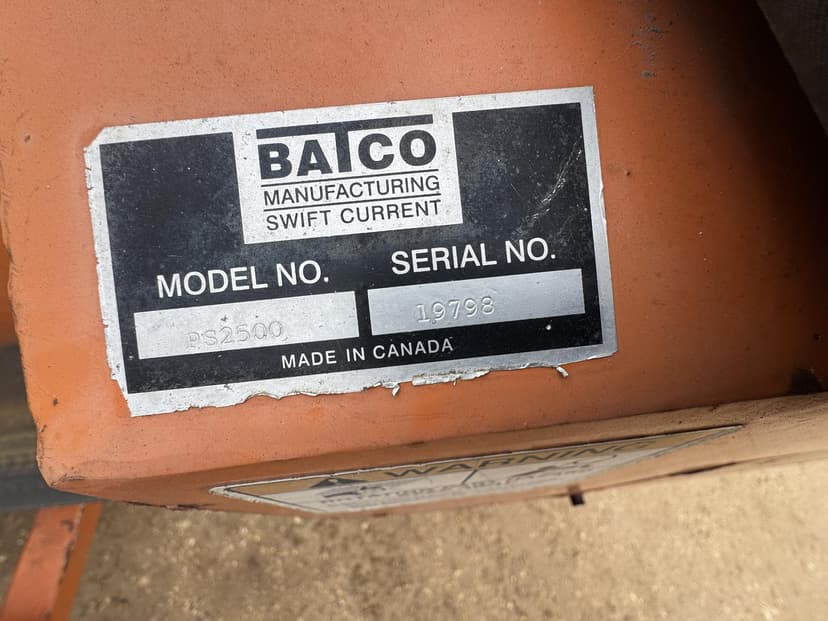 BATCO
MANUFACTURING
SWIFT CURRENT
MODEL NO.
SERIAL NO.
PS2500
19798
MADE IN CANADA
WARNING